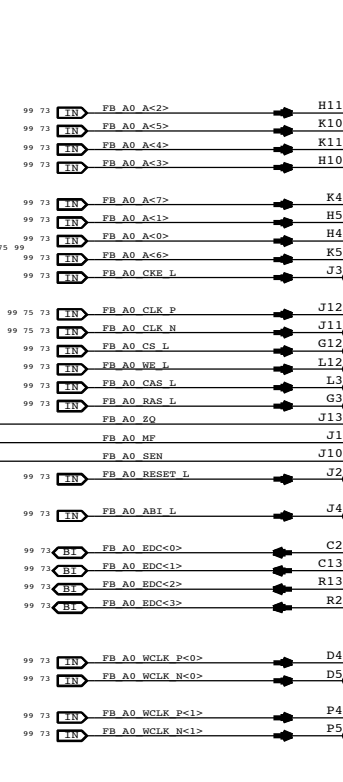 99 73 IN FB_A0_A<2> H11
99 73 IN FB_A0_A<5> K10
99 73 IN FB_A0_A<4> K11
99 73 IN FB_A0_A<3> H10
99 73 IN FB_A0_A<7> K4
99 73 IN FB_A0_A<1> H5
99 73 IN FB_A0_A<0> H4
75 99
99 73 IN FB_A0_A<6> K5
99 73 IN FB_A0_CKE_L J3
99 75 73 IN FB_A0_CLK_P J12
99 75 73 IN FB_A0_CLK_N J11
99 73 IN FB_A0_CS_L G12
99 73 IN FB_A0_WE_L L12
99 73 IN FB_A0_CAS_L L3
99 73 IN FB_A0_RAS_L G3
FB_A0_ZQ J13
FB_A0_MF J1
FB_A0_SEN J10
99 73 IN FB_A0_RESET_L J2
99 73 IN FB_A0_ABI_L J4
99 73 BI FB_A0_EDC<0> C2
99 73 BI FB_A0_EDC<1> C13
99 73 BI FB_A0_EDC<2> R13
99 73 BI FB_A0_EDC<3> R2
99 73 IN FB_A0_WCLK_P<0> D4
99 73 IN FB_A0_WCLK_N<0> D5
99 73 IN FB_A0_WCLK_P<1> P4
99 73 IN FB_A0_WCLK_N<1> P5